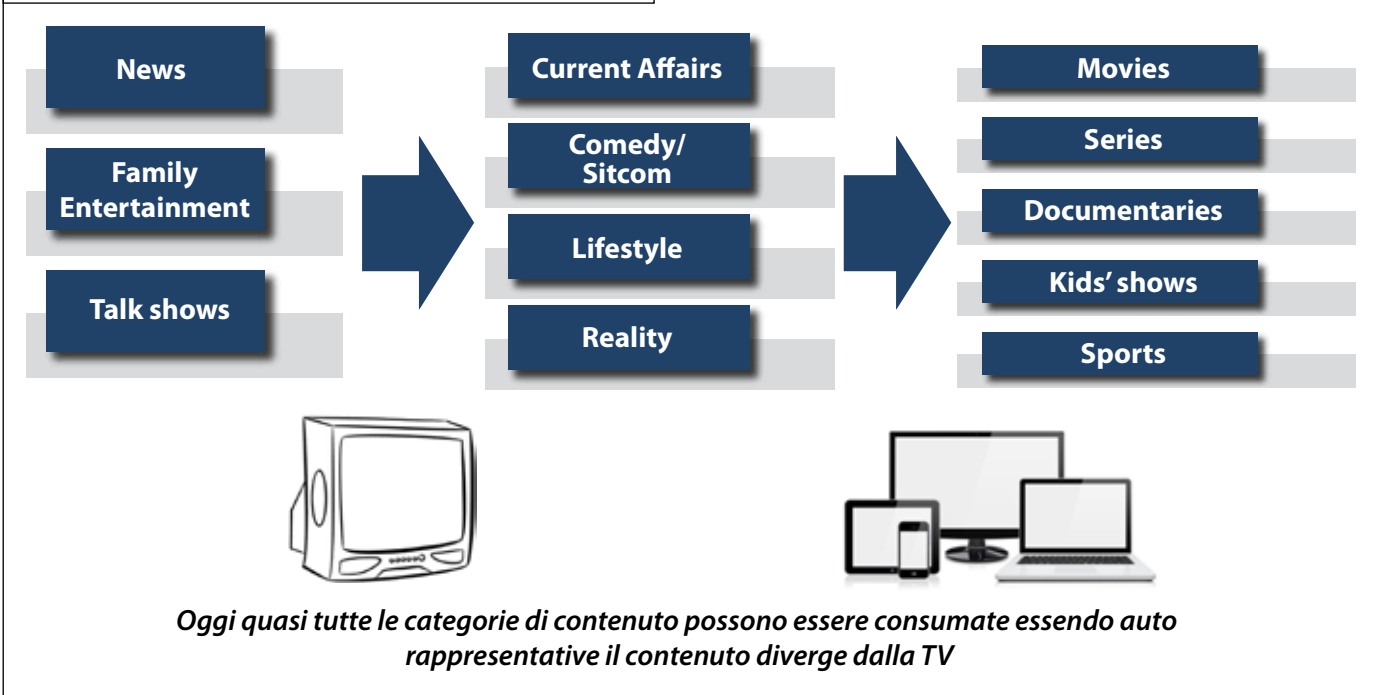 News
Family
Entertainment
Talk shows
Current Affairs
Comedy/
Sitcom
Lifestyle
Reality
Movies
Series
Documentaries
Kids’ shows
Sports
Oggi quasi tutte le categorie di contenuto possono essere consumate essendo auto
rappresentative il contenuto diverge dalla TV